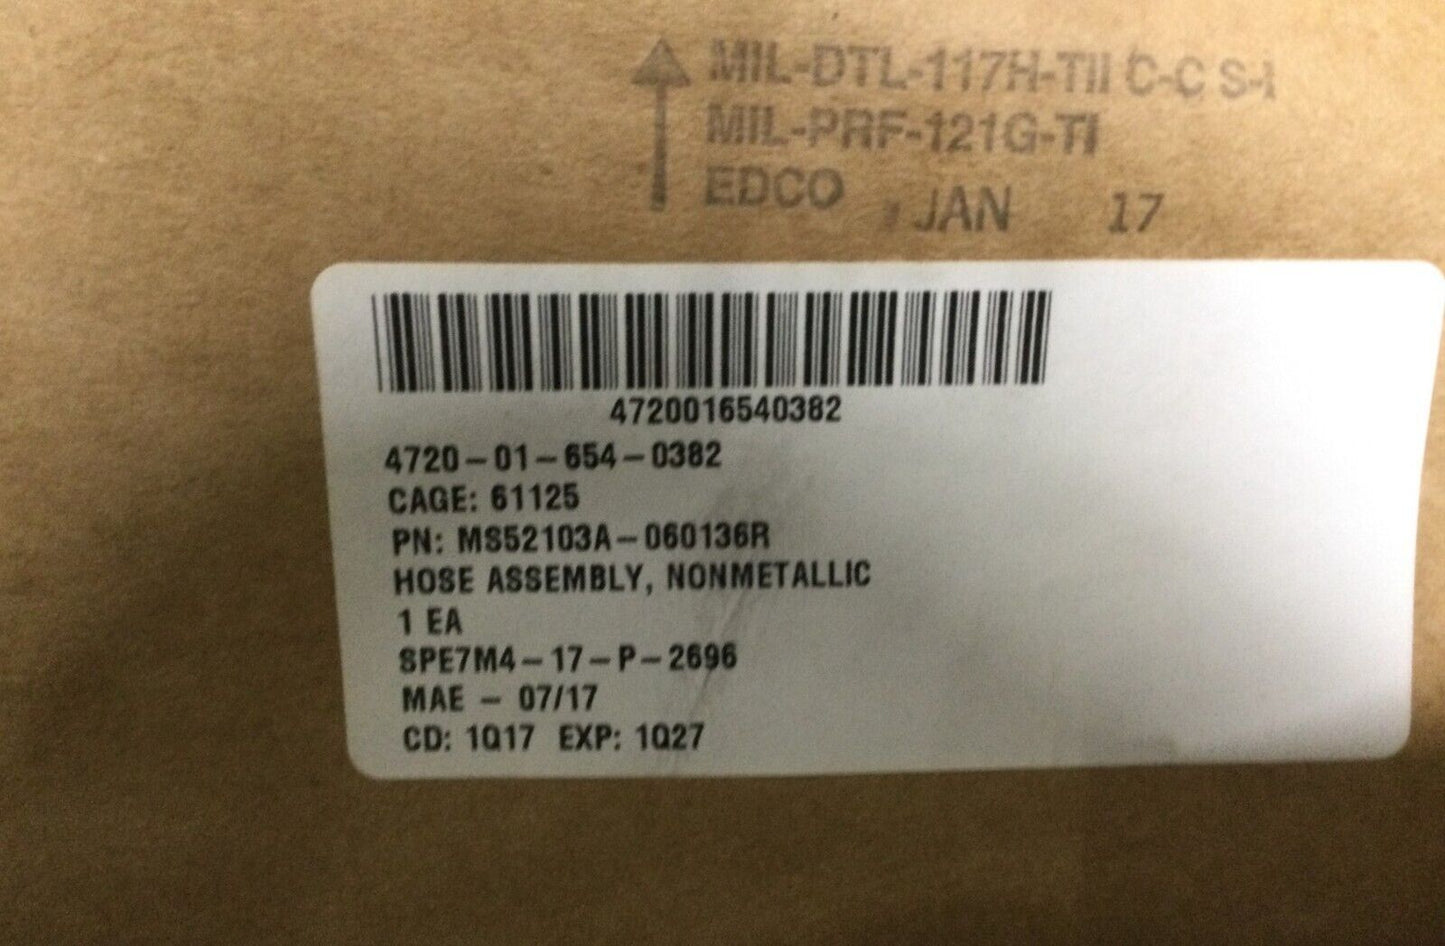 MIL-DTL-117H-TII C-C S-I
MIL-PRF-121G-TI
EDCO JAN 17
4720016540382
4720-01-654-0382
CAGE: 61125
PN: MS52103A-060136R
HOSE ASSEMBLY, NONMETALLIC
1 EA
SPE7M4-17-P-2696
MAE - 07/17
CD: 1Q17 EXP: 1Q27